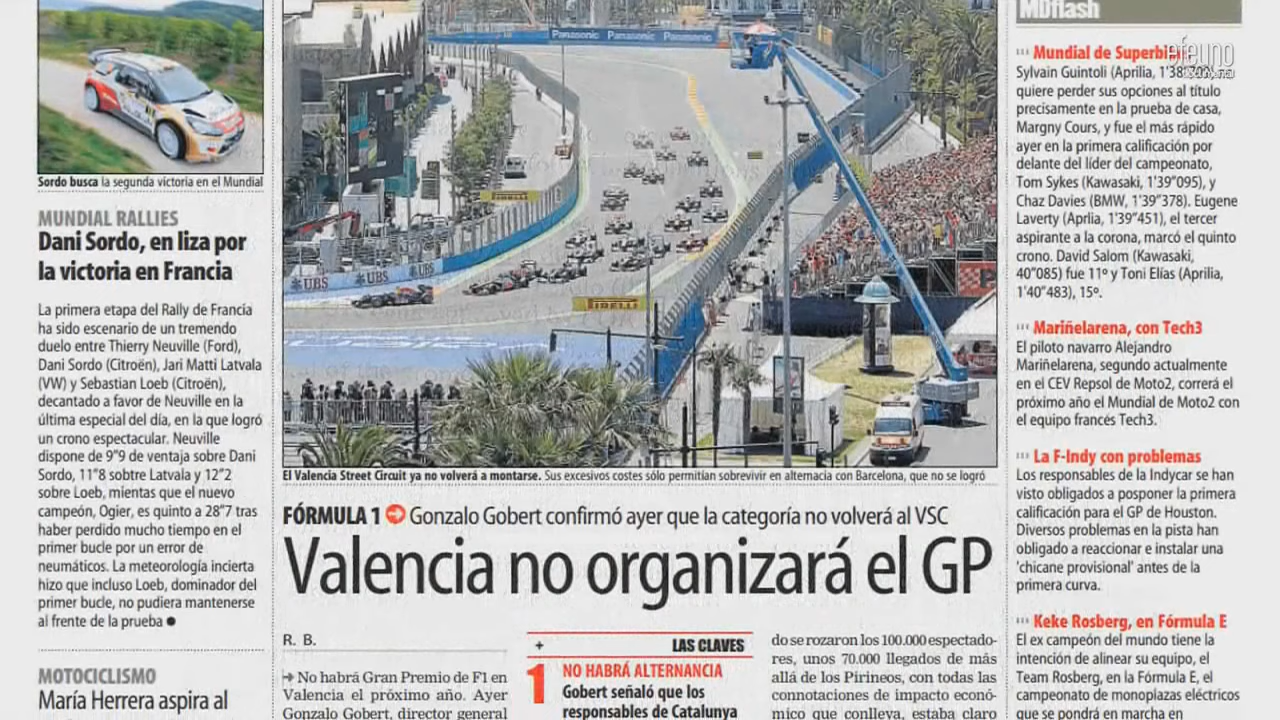 Sordo busca la segunda victoria en el Mundial
MUNDIAL RALLIES
Dani Sordo, en liza por
la victoria en Francia
La primera etapa del Rally de Francia
ha sido escenario de un tremendo
duelo entre Thierry Neuville (Ford),
Dani Sordo (Citroën), Jari Matti Latvala
(VW) y Sebastian Loeb (Citroën),
decantado a favor de Neuville en la
última especial del día, en la que logró
un crono espectacular. Neuville
dispone de 9"9 de ventaja sobre Dani
Sordo, 11"8 sobtre Latvala y 12"2
sobre Loeb, mientas que el nuevo
campeón, Ogier, es quinto a 28"7 tras
haber perdido mucho tiempo en el
primer bucle por un error de
neumáticos. La meteorología incierta
hizo que incluso Loeb, dominador del
primer bucle, no pudiera mantenerse
al frente de la prueba ●
MOTOCICLISMO
María Herrera aspira al
Panasonic Panasonic Panasonic
UBS UBS UBS
PIRELLI
El Valencia Street Circuit ya no volverá a montarse. Sus excesivos costes sólo permitían sobrevivir en alternacia con Barcelona, que no se logró
FÓRMULA 1 Gonzalo Gobert confirmó ayer que la categoría no volverá al VSC
Valencia no organizará el GP
R. B.
No habrá Gran Premio de F1 en
Valencia el próximo año. Ayer
Gonzalo Gobert, director general
+ LAS CLAVES
1 NO HABRÁ ALTERNANCIA
Gobert señaló que los
responsables de Catalunya
do se rozaron los 100.000 espectado-
res, unos 70.000 llegados de más
allá de los Pirineos, con todas las
connotaciones de impacto econó-
mico que conlleva, estaba claro
MDflash
efeuno
Mundial de Superbi
Sylvain Guintoli (Aprilia, 1'38"
quiere perder sus opciones al título
precisamente en la prueba de casa,
Margny Cours, y fue el más rápido
ayer en la primera calificación por
delante del líder del campeonato,
Tom Sykes (Kawasaki, 1'39"095), y
Chaz Davies (BMW, 1'39"378). Eugene
Laverty (Aprlia, 1'39"451), el tercer
aspirante a la corona, marcó el quinto
crono. David Salom (Kawasaki,
40"085) fue 11º y Toni Elías (Aprilia,
1'40"483), 15º.
Mariñelarena, con Tech3
El piloto navarro Alejandro
Mariñelarena, segundo actualmente
en el CEV Repsol de Moto2, correrá el
próximo año el Mundial de Moto2 con
el equipo francés Tech3.
La F-Indy con problemas
Los responsables de la Indycar se han
visto obligados a posponer la primera
calificación para el GP de Houston.
Diversos problemas en la pista han
obligado a reaccionar e instalar una
'chicane provisional' antes de la
primera curva.
Keke Rosberg, en Fórmula E
El ex campeón del mundo tiene la
intención de alinear su equipo, el
Team Rosberg, en la Fórmula E, el
campeonato de monoplazas eléctricos
que se pondrá en marcha en